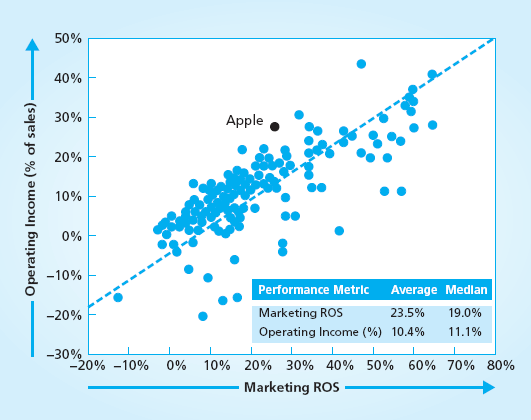 50%
40%
30%
20%
10%
0%
−10%
−20%
−30%
Operating Income (% of sales)
Apple
Performance Metric Average Median
Marketing ROS 23.5% 19.0%
Operating Income (%) 10.4% 11.1%
−20% −10% 0% 10% 20% 30% 40% 50% 60% 70% 80%
Marketing ROS